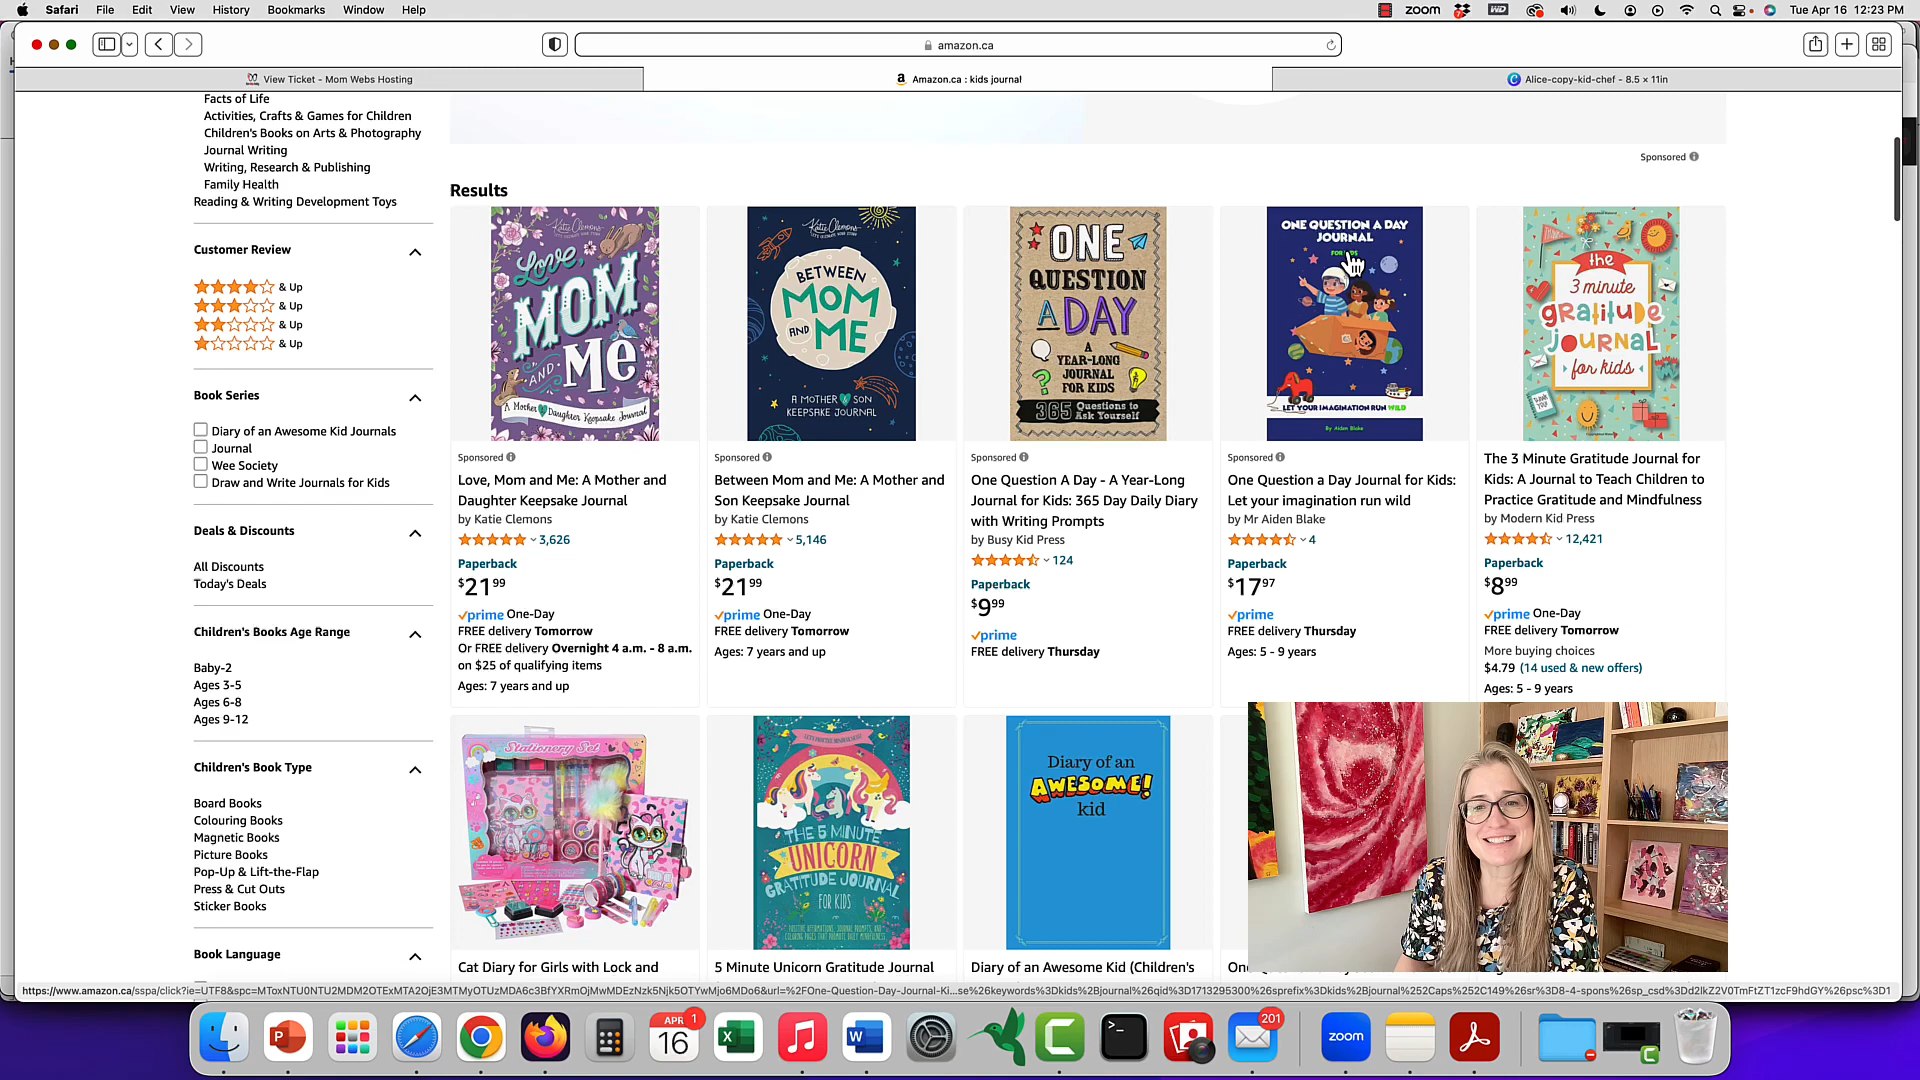 Safari File Edit View History Bookmarks Window Help
zoom WD Tue Apr 16 12:23 PM
amazon.ca
View Ticket - Mom Webs Hosting
Amazon.ca : kids journal
Alice-copy-kid-chef - 8.5 × 11in
Facts of Life
Activities, Crafts & Games for Children
Children's Books on Arts & Photography
Journal Writing
Writing, Research & Publishing
Family Health
Reading & Writing Development Toys
Customer Review
& Up
& Up
& Up
& Up
Book Series
Diary of an Awesome Kid Journals
Journal
Wee Society
Draw and Write Journals for Kids
Deals & Discounts
All Discounts
Today's Deals
Children's Books Age Range
Baby-2
Ages 3-5
Ages 6-8
Ages 9-12
Children's Book Type
Board Books
Colouring Books
Magnetic Books
Picture Books
Pop-Up & Lift-the-Flap
Press & Cut Outs
Sticker Books
Book Language
Sponsored
Results
Katie Clemons
Love,
MOM
AND
Me
A Mother & Daughter Keepsake Journal
Sponsored
Love, Mom and Me: A Mother and
Daughter Keepsake Journal
by Katie Clemons
3,626
Paperback
$21.99
prime One-Day
FREE delivery Tomorrow
Or FREE delivery Overnight 4 a.m. - 8 a.m.
on $25 of qualifying items
Ages: 7 years and up
Katie Clemons
BETWEEN
MOM
AND ME
A MOTHER & SON
KEEPSAKE JOURNAL
Sponsored
Between Mom and Me: A Mother and
Son Keepsake Journal
by Katie Clemons
5,146
Paperback
$21.99
prime One-Day
FREE delivery Tomorrow
Ages: 7 years and up
ONE
QUESTION
A DAY
A
YEAR-LONG
JOURNAL
FOR KIDS
365 Questions to
Ask Yourself
Sponsored
One Question A Day - A Year-Long
Journal for Kids: 365 Day Daily Diary
with Writing Prompts
by Busy Kid Press
124
Paperback
$9.99
prime
FREE delivery Thursday
ONE QUESTION A DAY
JOURNAL
LET YOUR IMAGINATION RUN WILD
By Aiden Blake
Sponsored
One Question a Day Journal for Kids:
Let your imagination run wild
by Mr Aiden Blake
4
Paperback
$17.97
prime
FREE delivery Thursday
Ages: 5 - 9 years
the
3 minute
gratitude
journal
for kids
The 3 Minute Gratitude Journal for
Kids: A Journal to Teach Children to
Practice Gratitude and Mindfulness
by Modern Kid Press
12,421
Paperback
$8.99
prime One-Day
FREE delivery Tomorrow
More buying choices
$4.79 (14 used & new offers)
Ages: 5 - 9 years
Stationery Set
Cat Diary for Girls with Lock and
THE 5 MINUTE
UNICORN
GRATITUDE JOURNAL
FOR KIDS
5 Minute Unicorn Gratitude Journal
Diary of an
AWESOME!
kid
Diary of an Awesome Kid (Children's
APR 1
16
201
zoom